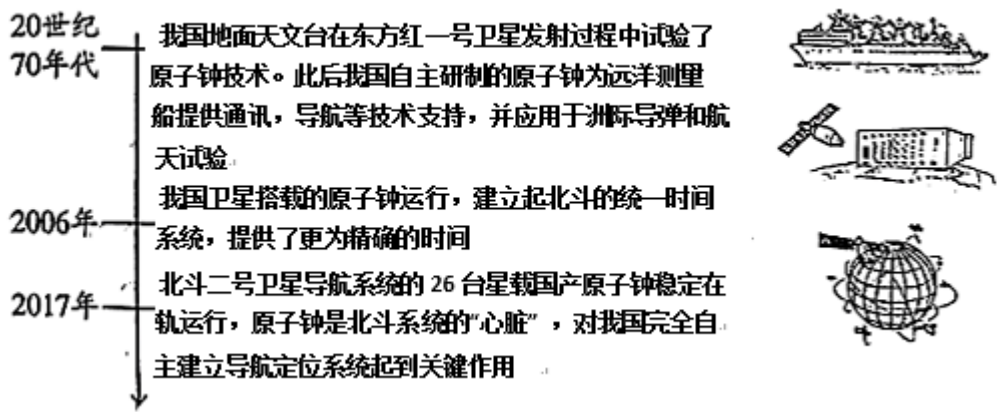 20世纪
70年代
我国地面天文台在东方红一号卫星发射过程中试验了
原子钟技术。此后我国自主研制的原子钟为远洋测量
船提供通讯，导航等技术支持，并应用于洲际导弹和航
天试验
2006年
我国卫星搭载的原子钟运行，建立起北斗的统一时间
系统，提供了更为精确的时间
2017年
北斗二号卫星导航系统的 26 台星载国产原子钟稳定在
轨运行，原子钟是北斗系统的“心脏”，对我国完全自
主建立导航定位系统起到关键作用